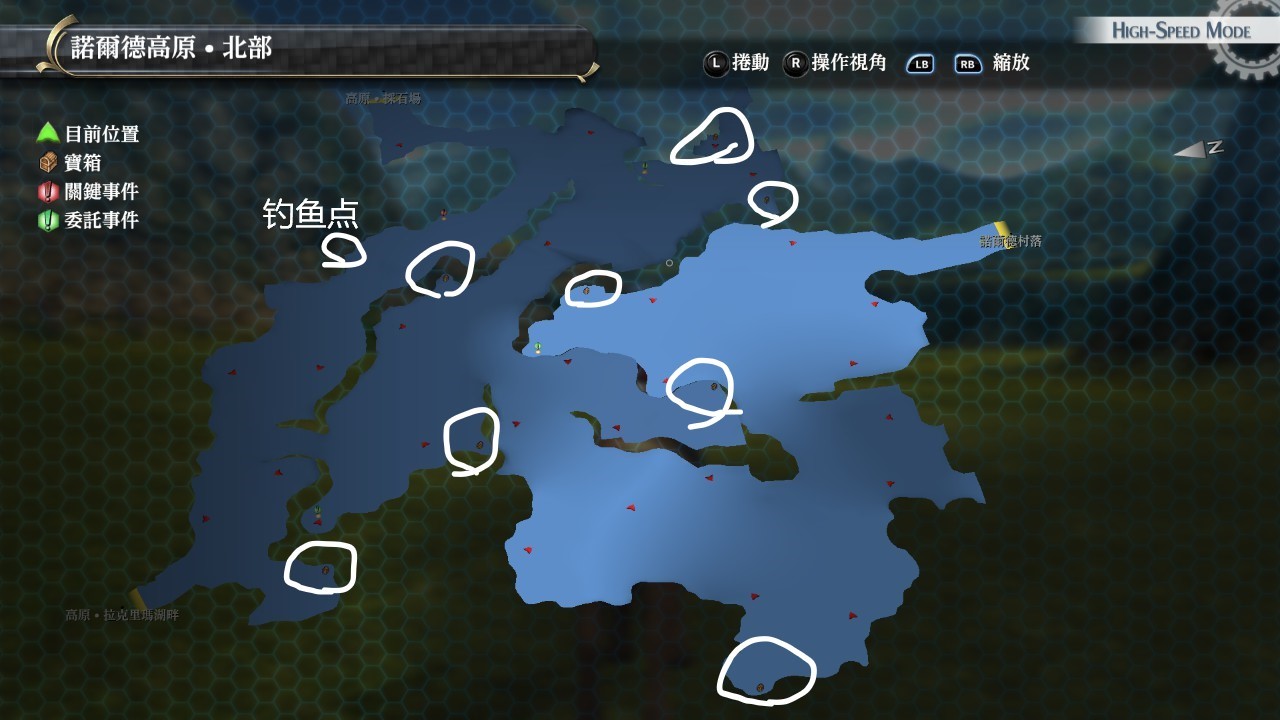 諾爾德高原・北部
HIGH-SPEED MODE
L 捲動 R 操作視角 LB RB 縮放
高原・採石場
目前位置
寶箱
關鍵事件
委託事件
Z
钓鱼点
諾爾德村落
高原・拉克里瑪湖畔